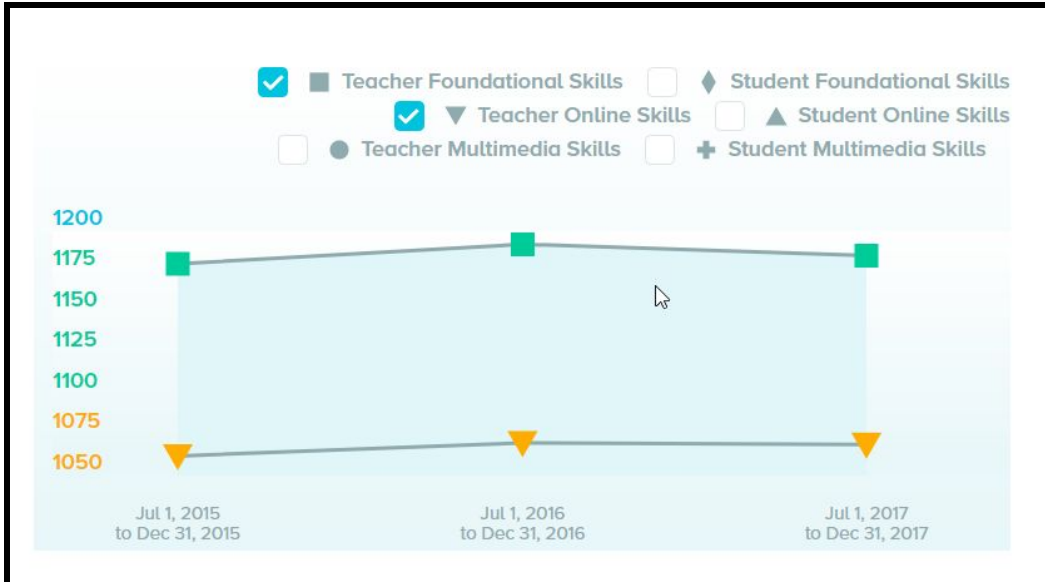 Teacher Foundational Skills Student Foundational Skills
Teacher Online Skills Student Online Skills
Teacher Multimedia Skills Student Multimedia Skills
1200
1175
1150
1125
1100
1075
1050
Jul 1, 2015 Jul 1, 2016 Jul 1, 2017
to Dec 31, 2015 to Dec 31, 2016 to Dec 31, 2017